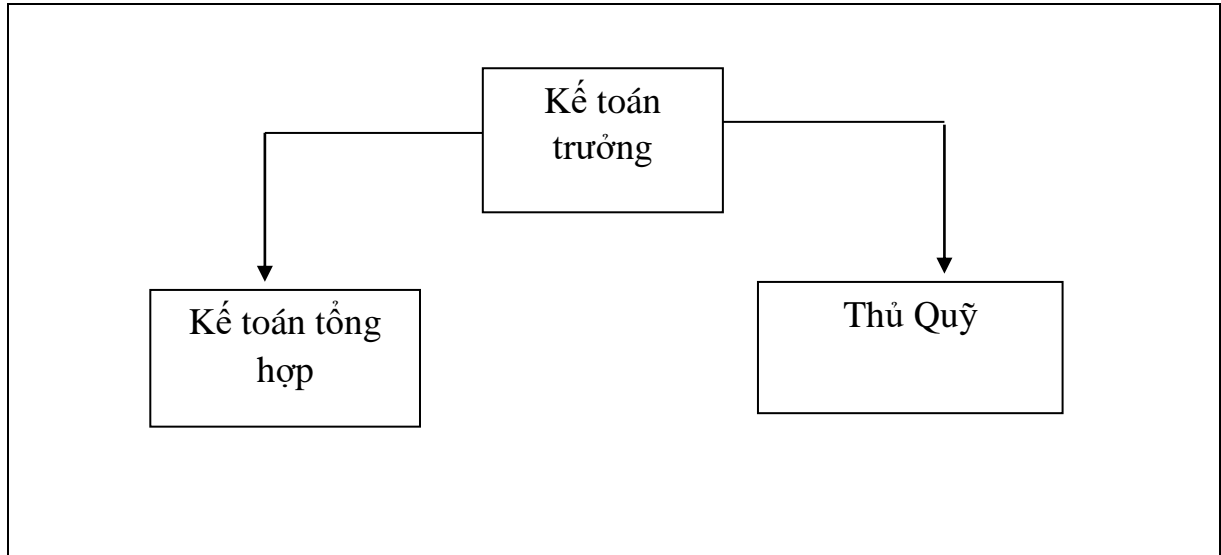 Kế toán
trưởng
Kế toán tổng
hợp
Thủ Quỹ